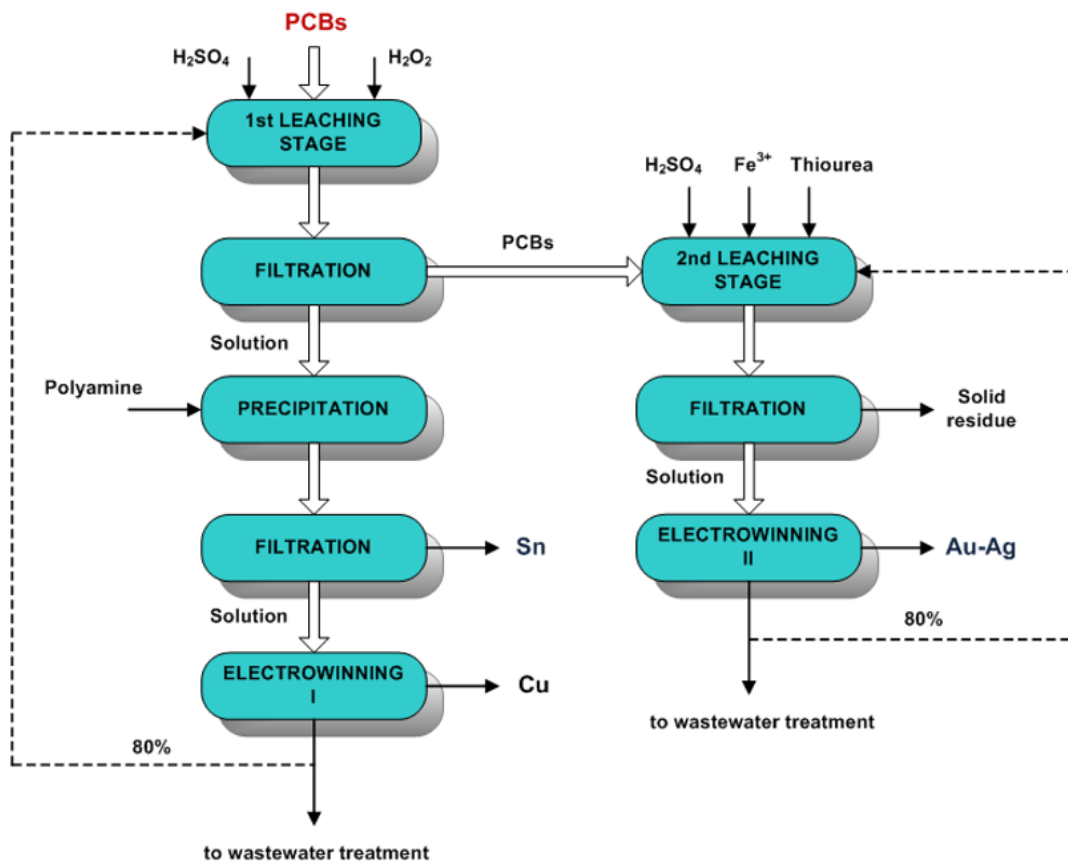 PCBs
H₂SO₄
H₂O₂
1st LEACHING
STAGE
FILTRATION
PCBs
Solution
Polyamine
PRECIPITATION
FILTRATION
Sn
Solution
ELECTROWINNING
I
Cu
80%
to wastewater treatment
H₂SO₄
Fe³⁺
Thiourea
2nd LEACHING
STAGE
FILTRATION
Solid
residue
Solution
ELECTROWINNING
II
Au-Ag
80%
to wastewater treatment